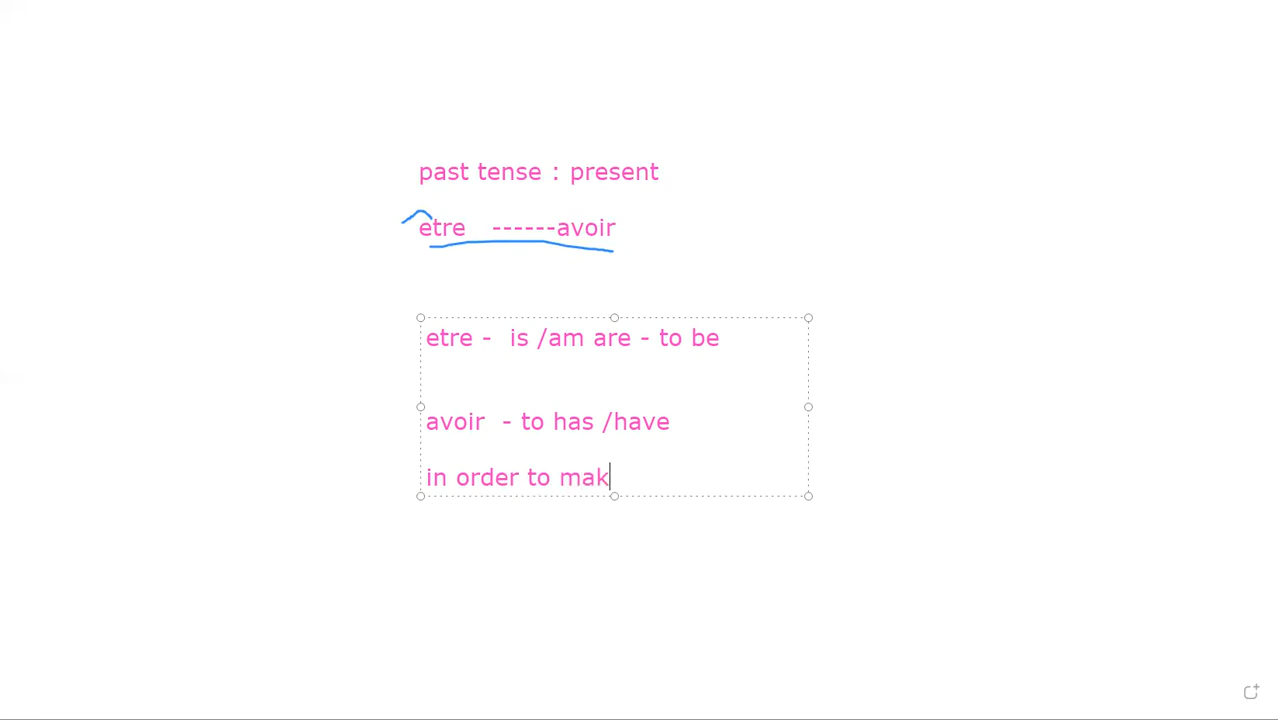 past tense : present
etre ------avoir
etre - is /am are - to be
avoir - to has /have
in order to mak